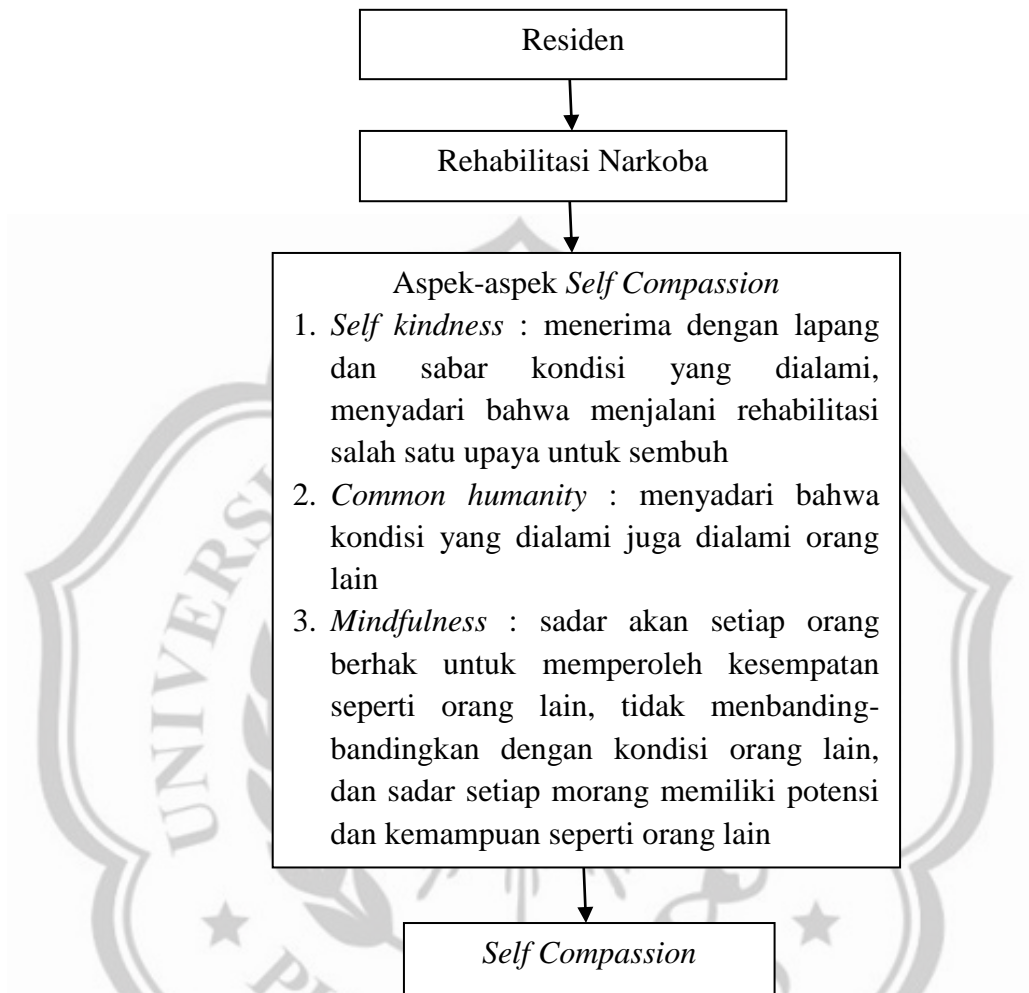 Residen
Rehabilitasi Narkoba
Aspek-aspek Self Compassion
1. Self kindness : menerima dengan lapang
dan sabar kondisi yang dialami,
menyadari bahwa menjalani rehabilitasi
salah satu upaya untuk sembuh
2. Common humanity : menyadari bahwa
kondisi yang dialami juga dialami orang
lain
3. Mindfulness : sadar akan setiap orang
berhak untuk memperoleh kesempatan
seperti orang lain, tidak menbanding-
bandingkan dengan kondisi orang lain,
dan sadar setiap morang memiliki potensi
dan kemampuan seperti orang lain
Self Compassion